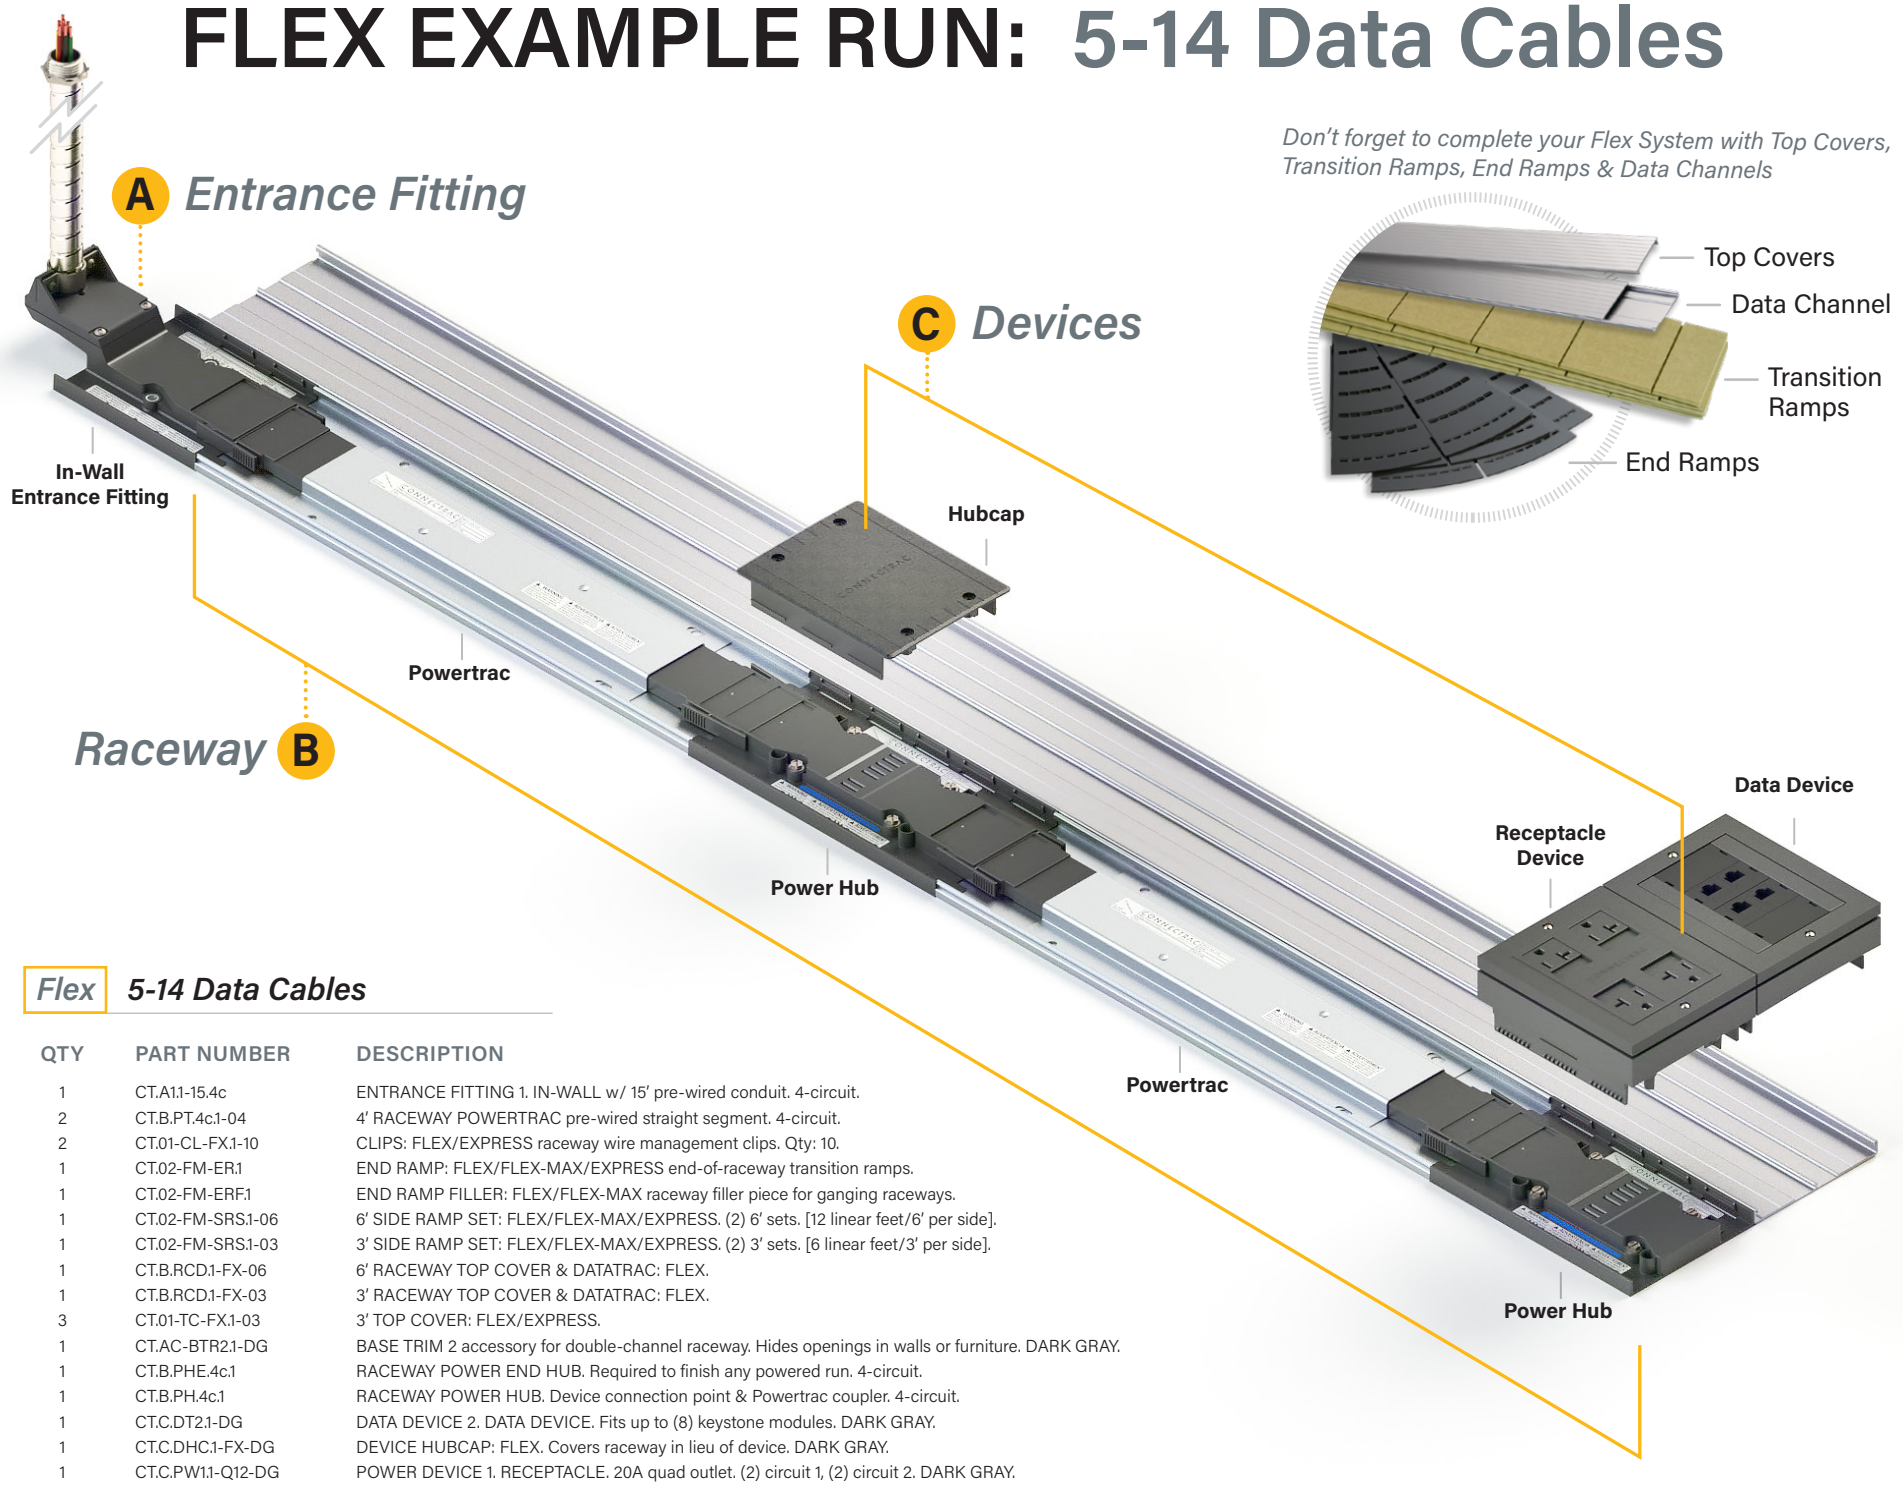 FLEX EXAMPLE RUN: 5-14 Data Cables
Don't forget to complete your Flex System with Top Covers,
Transition Ramps, End Ramps & Data Channels
A Entrance Fitting
Top Covers
Data Channel
Transition
Ramps
End Ramps
C Devices
In-Wall
Entrance Fitting
Hubcap
CONNECTRAC
CONNECTRAC
Powertrac
Raceway B
CONNECTRAC
Power Hub
Data Device
Receptacle
Device
CONNECTRAC
Powertrac
CONNECTRAC
Power Hub
Flex 5-14 Data Cables
QTY PART NUMBER DESCRIPTION
1 CT.A1.1-15.4c ENTRANCE FITTING 1. IN-WALL w/ 15' pre-wired conduit. 4-circuit.
2 CT.B.PT.4c.1-04 4' RACEWAY POWERTRAC pre-wired straight segment. 4-circuit.
2 CT.01-CL-FX.1-10 CLIPS: FLEX/EXPRESS raceway wire management clips. Qty: 10.
1 CT.02-FM-ER.1 END RAMP: FLEX/FLEX-MAX/EXPRESS end-of-raceway transition ramps.
1 CT.02-FM-ERF.1 END RAMP FILLER: FLEX/FLEX-MAX raceway filler piece for ganging raceways.
1 CT.02-FM-SRS.1-06 6' SIDE RAMP SET: FLEX/FLEX-MAX/EXPRESS. (2) 6' sets. [12 linear feet/6' per side].
1 CT.02-FM-SRS.1-03 3' SIDE RAMP SET: FLEX/FLEX-MAX/EXPRESS. (2) 3' sets. [6 linear feet/3' per side].
1 CT.B.RCD.1-FX-06 6' RACEWAY TOP COVER & DATATRAC: FLEX.
1 CT.B.RCD.1-FX-03 3' RACEWAY TOP COVER & DATATRAC: FLEX.
3 CT.01-TC-FX.1-03 3' TOP COVER: FLEX/EXPRESS.
1 CT.AC-BTR2.1-DG BASE TRIM 2 accessory for double-channel raceway. Hides openings in walls or furniture. DARK GRAY.
1 CT.B.PHE.4c.1 RACEWAY POWER END HUB. Required to finish any powered run. 4-circuit.
1 CT.B.PH.4c.1 RACEWAY POWER HUB. Device connection point & Powertrac coupler. 4-circuit.
1 CT.C.DT2.1-DG DATA DEVICE 2. DATA DEVICE. Fits up to (8) keystone modules. DARK GRAY.
1 CT.C.DHC.1-FX-DG DEVICE HUBCAP: FLEX. Covers raceway in lieu of device. DARK GRAY.
1 CT.C.PW1.1-Q12-DG POWER DEVICE 1. RECEPTACLE. 20A quad outlet. (2) circuit 1, (2) circuit 2. DARK GRAY.